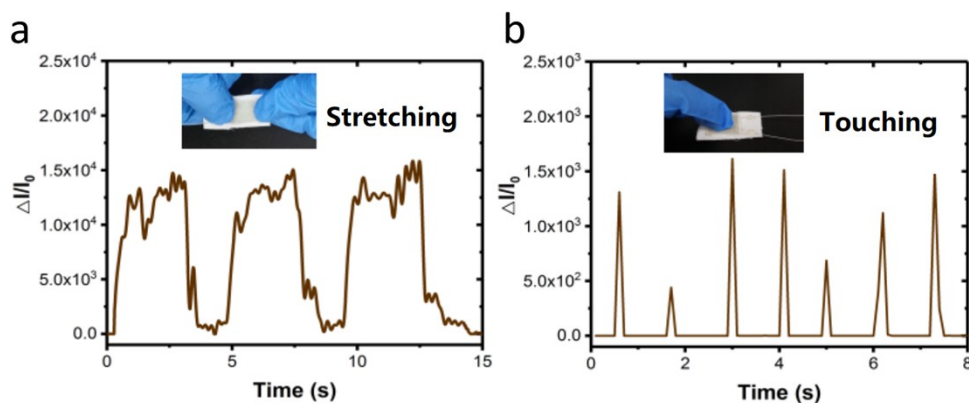 a
2.5x10⁴
2.0x10⁴
1.5x10⁴
1.0x10⁴
5.0x10³
0.0
△I/I₀
Stretching
0 5 10 15
Time (s)
b
2.5x10³
2.0x10³
1.5x10³
1.0x10³
5.0x10²
0.0
△I/I₀
Touching
0 2 4 6 8
Time (s)